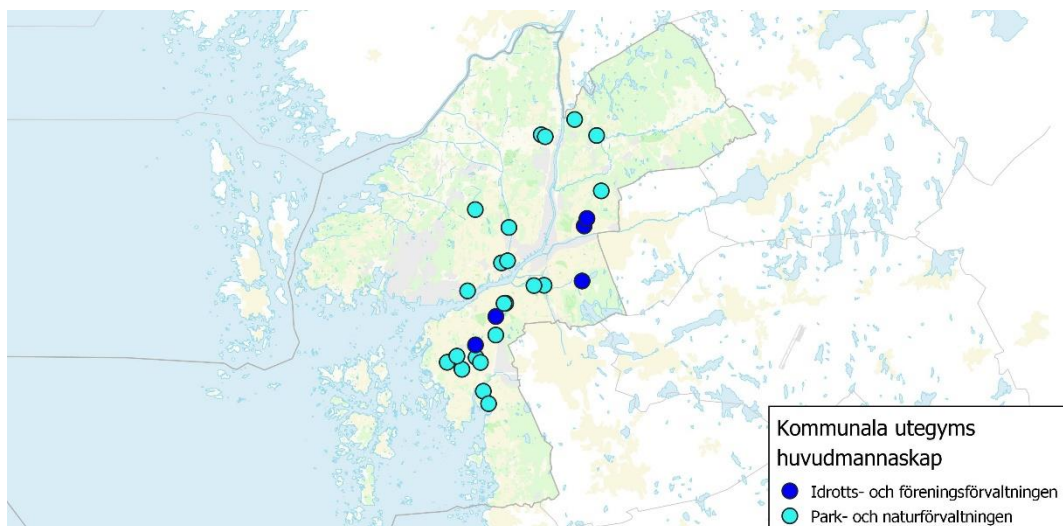 Kommunala utegyms
huvudmannaskap
Idrotts- och föreningsförvaltningen
Park- och naturförvaltningen